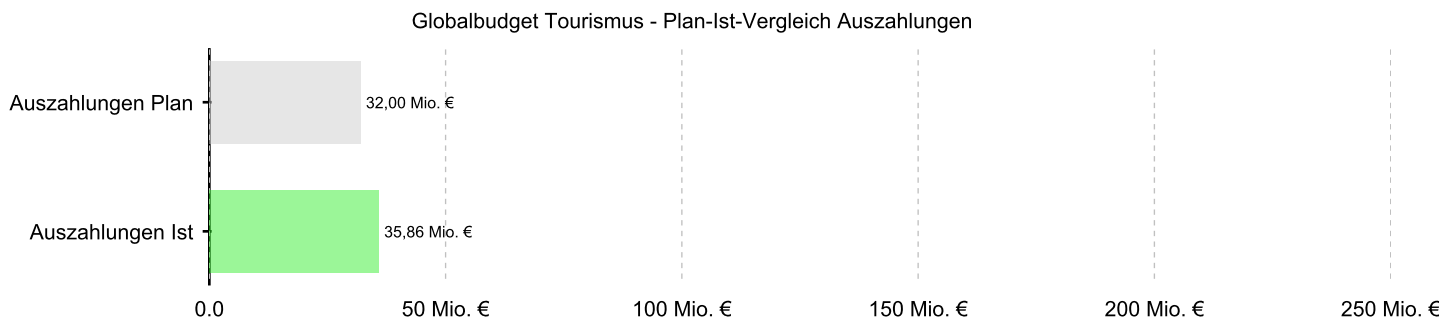 Globalbudget Tourismus - Plan-Ist-Vergleich Auszahlungen
Auszahlungen Plan
32,00 Mio. €
Auszahlungen Ist
35,86 Mio. €
0.0 50 Mio. € 100 Mio. € 150 Mio. € 200 Mio. € 250 Mio. €